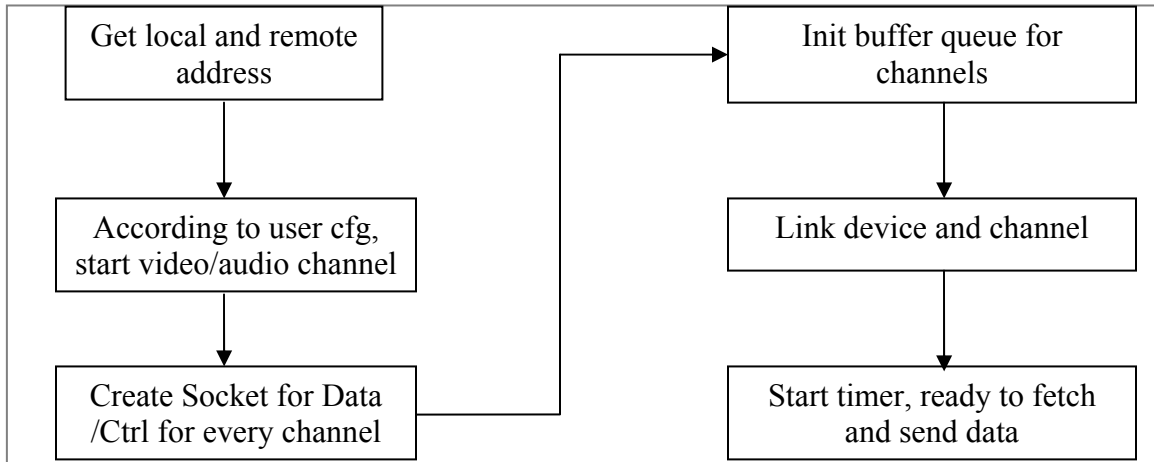 Get local and remote
address
According to user cfg,
start video/audio channel
Create Socket for Data
/Ctrl for every channel
Init buffer queue for
channels
Link device and channel
Start timer, ready to fetch
and send data